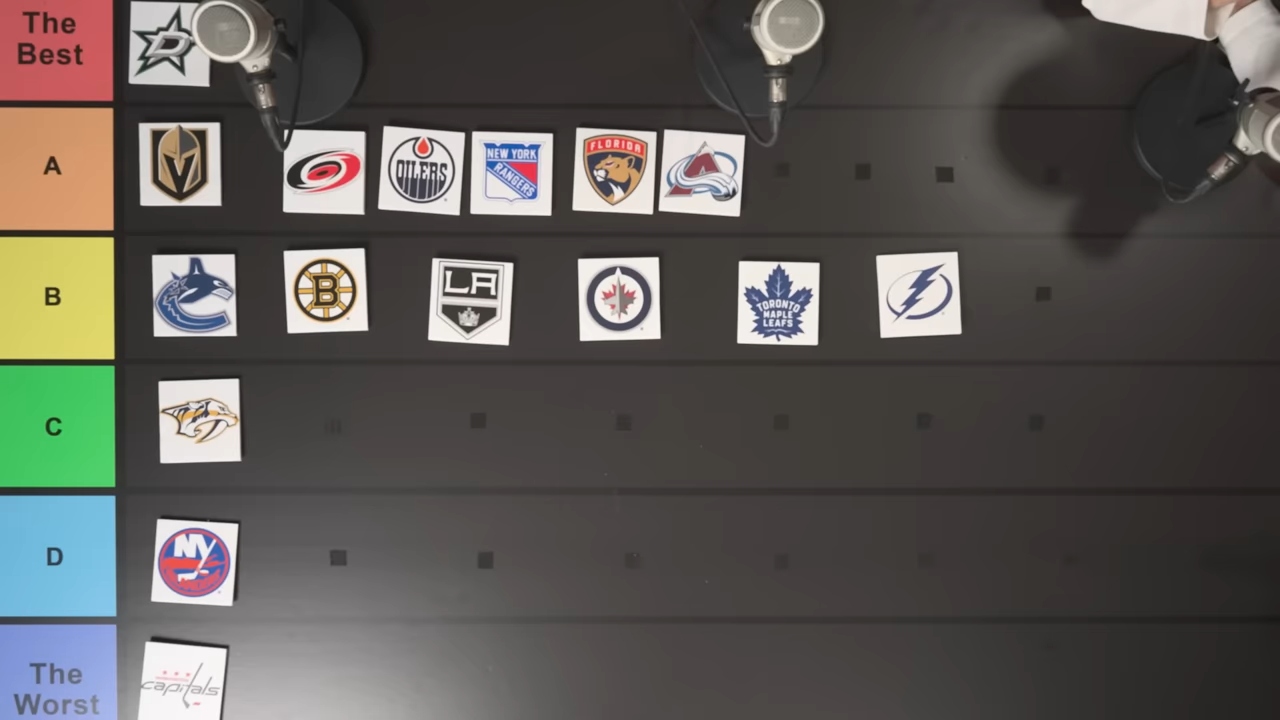 The
Best
D
A
V
OILERS
NEW YORK
RANGERS
FLORIDA
A
B
B
LA
TORONTO
MAPLE
LEAFS
C
D
NY
The
Worst
capitals